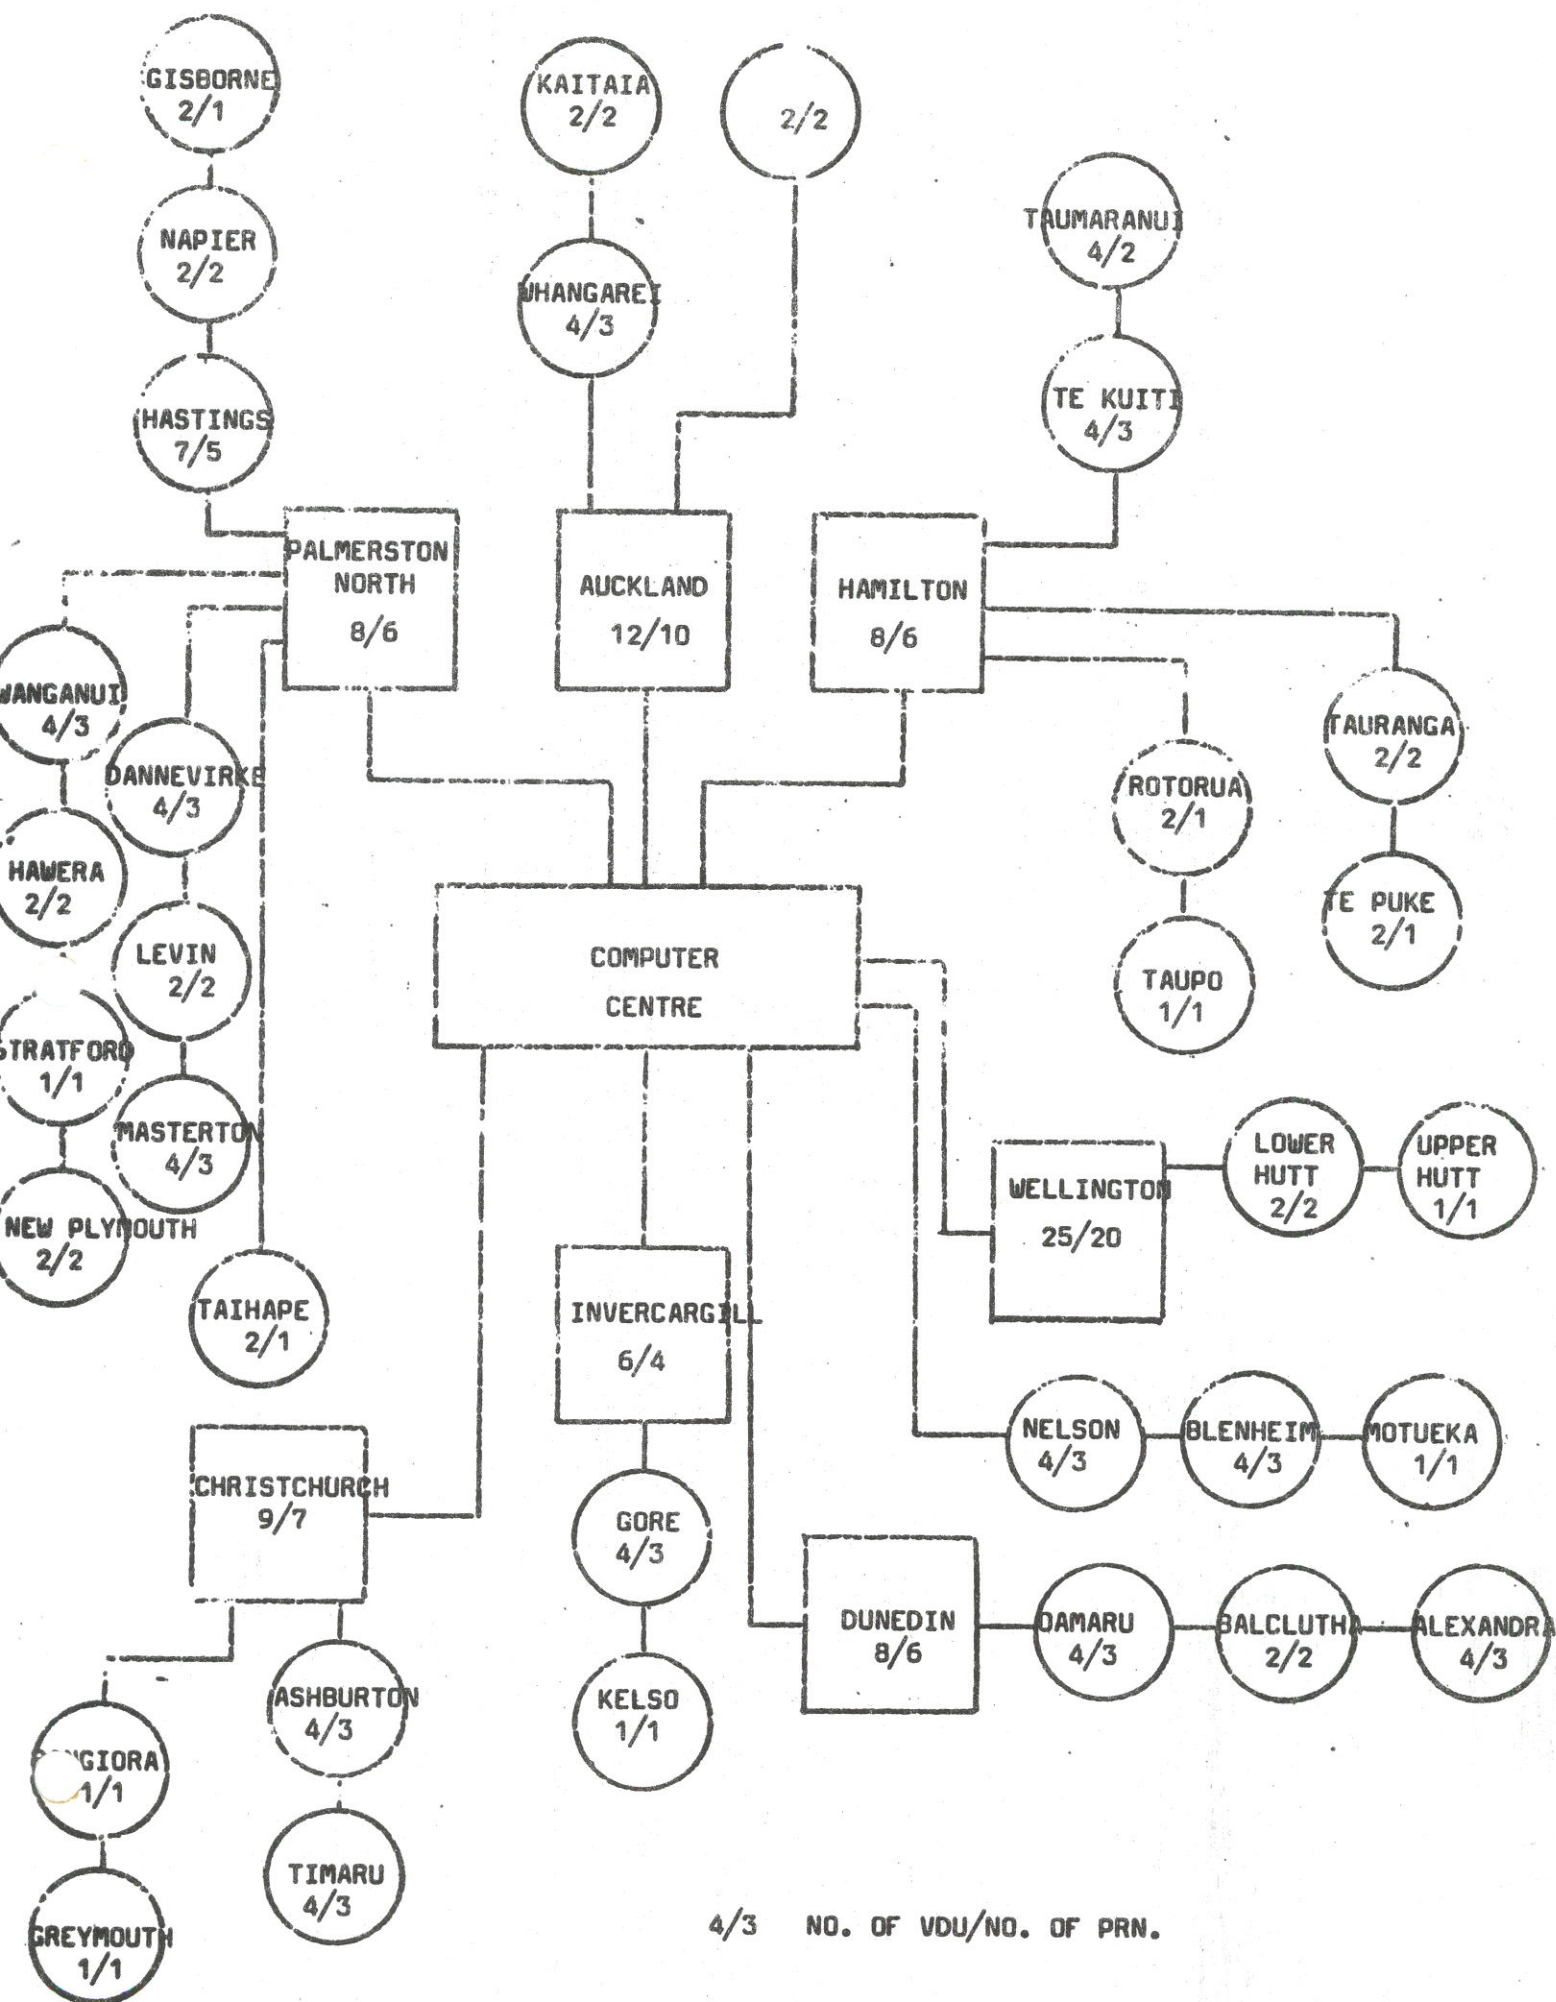 GISBORNE
2/1
KAITAIA
2/2
2/2
NAPIER
2/2
TAUMARANUI
4/2
WHANGAREI
4/3
HASTINGS
7/5
TE KUITI
4/3
PALMERSTON
NORTH
8/6
AUCKLAND
12/10
HAMILTON
8/6
WANGANUI
4/3
DANNEVIRKE
4/3
TAURANGA
2/2
ROTORUA
2/1
HAWERA
2/2
TE PUKE
2/1
LEVIN
2/2
COMPUTER
CENTRE
TAUPO
1/1
STRATFORD
1/1
MASTERTON
4/3
LOWER
HUTT
2/2
UPPER
HUTT
1/1
WELLINGTON
25/20
NEW PLYMOUTH
2/2
TAIHAPE
2/1
INVERCARGILL
6/4
NELSON
4/3
BLENHEIM
4/3
MOTUEKA
1/1
CHRISTCHURCH
9/7
GORE
4/3
DUNEDIN
8/6
OAMARU
4/3
BALCLUTHA
2/2
ALEXANDRA
4/3
ASHBURTON
4/3
KELSO
1/1
1/1
TIMARU
4/3
GREYMOUTH
1/1
4/3 NO. OF VDU/NO. OF PRN.